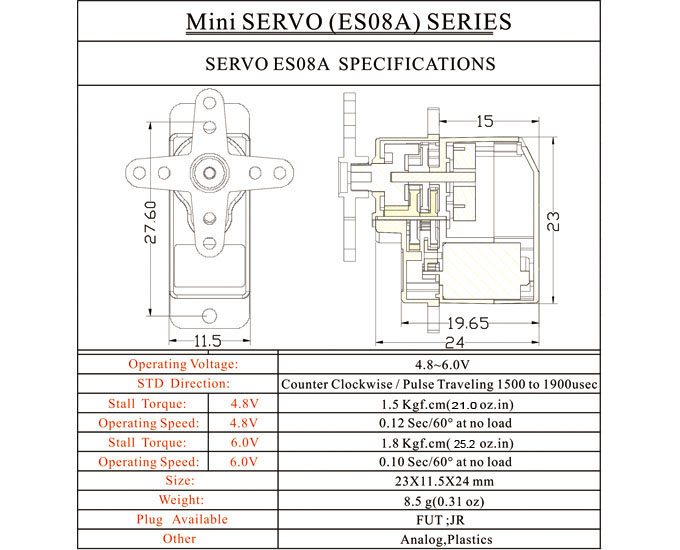 Mini SERVO (ES08A) SERIES
SERVO ES08A SPECIFICATIONS
27.60
11.5
15
23
19.65
24
Operating Voltage: 4.8~6.0V
STD Direction: Counter Clockwise / Pulse Traveling 1500 to 1900usec
Stall Torque: 4.8V 1.5 Kgf.cm(21.0 oz.in)
Operating Speed: 4.8V 0.12 Sec/60° at no load
Stall Torque: 6.0V 1.8 Kgf.cm( 25.2 oz.in)
Operating Speed: 6.0V 0.10 Sec/60° at no load
Size: 23X11.5X24 mm
Weight: 8.5 g(0.31 oz)
Plug Available FUT ;JR
Other Analog,Plastics